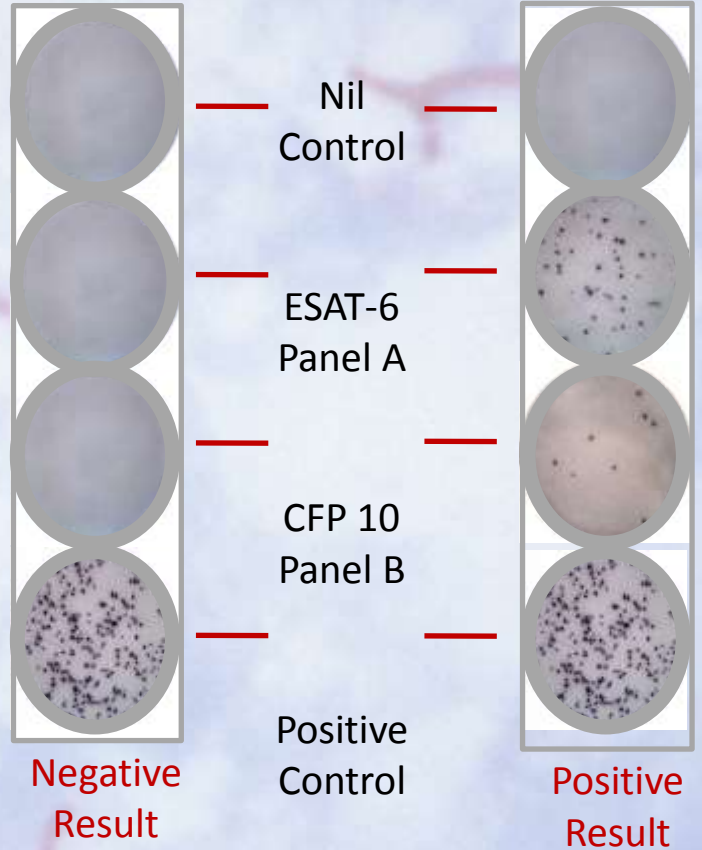 Nil
Control
ESAT-6
Panel A
CFP 10
Panel B
Positive
Control
Negative
Result
Positive
Result